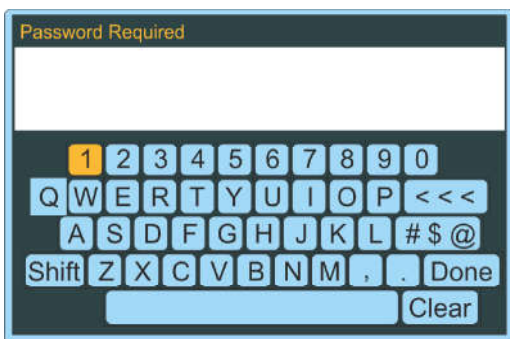 Password Required
1 2 3 4 5 6 7 8 9 0
Q W E R T Y U I O P < < <
A S D F G H J K L # $ @
Shift Z X C V B N M , . Done
Clear